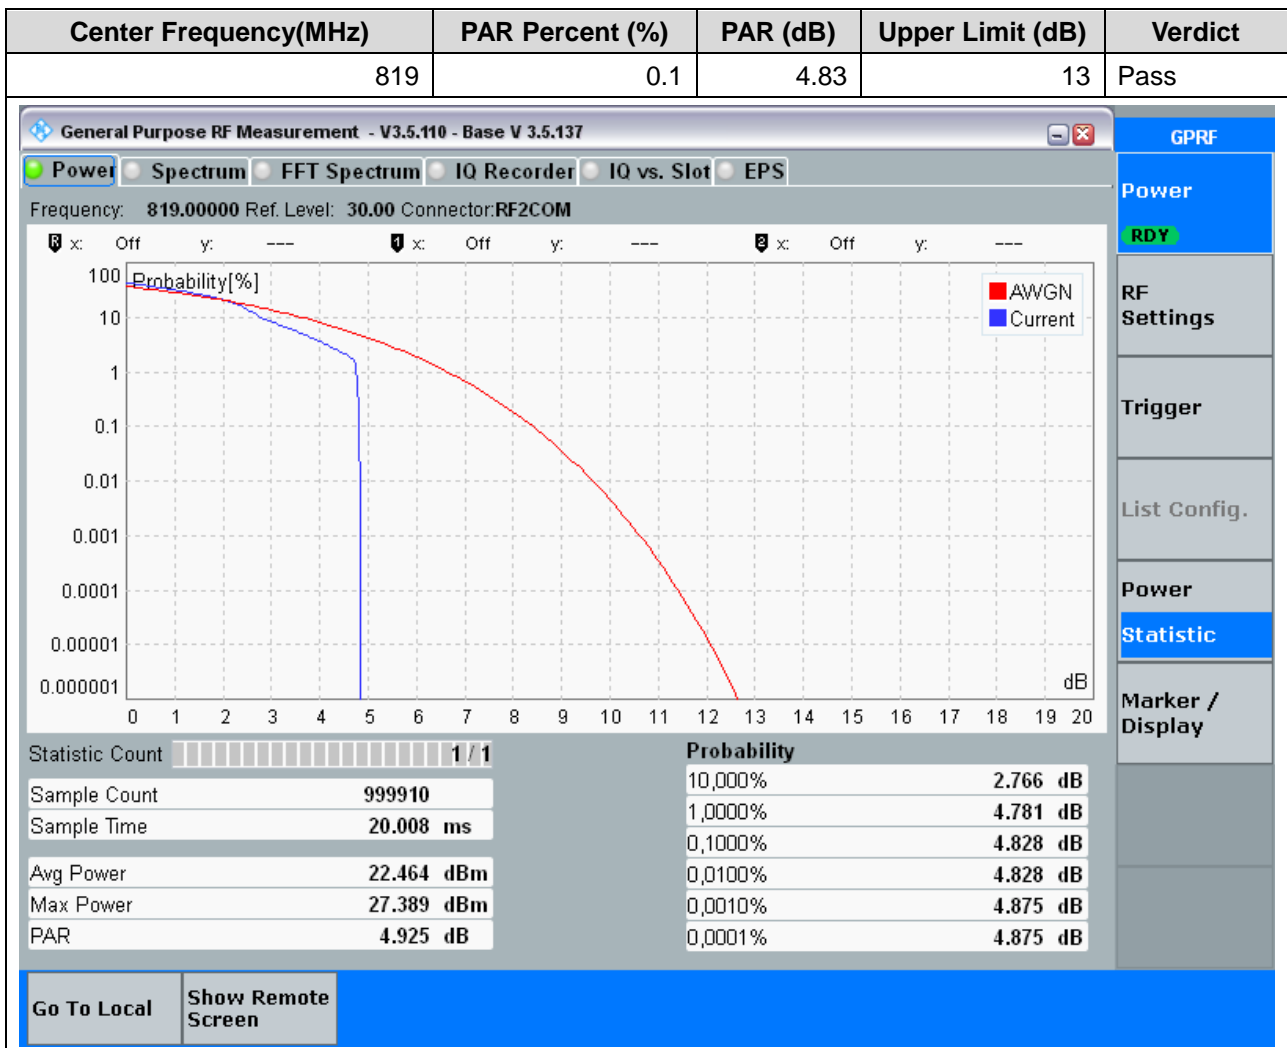 Center Frequency(MHz) PAR Percent (%) PAR (dB) Upper Limit (dB) Verdict
819 0.1 4.83 13 Pass
General Purpose RF Measurement - V3.5.110 - Base V 3.5.137
GPRF
Power Spectrum FFT Spectrum IQ Recorder IQ vs. Slot EPS
Frequency: 819.00000 Ref. Level: 30.00 Connector:RF2COM
R x: Off y: --- 1 x: Off y: --- 2 x: Off y: ---
Probability[%]
AWGN
Current
100
10
1
0.1
0.01
0.001
0.0001
0.00001
0.000001
dB
0 1 2 3 4 5 6 7 8 9 10 11 12 13 14 15 16 17 18 19 20
Statistic Count 1 / 1
Sample Count 999910
Sample Time 20.008 ms
Avg Power 22.464 dBm
Max Power 27.389 dBm
PAR 4.925 dB
Probability
10,000% 2.766 dB
1,0000% 4.781 dB
0,1000% 4.828 dB
0,0100% 4.828 dB
0,0010% 4.875 dB
0,0001% 4.875 dB
Power
RDY
RF
Settings
Trigger
List Config.
Power
Statistic
Marker /
Display
Go To Local
Show Remote
Screen